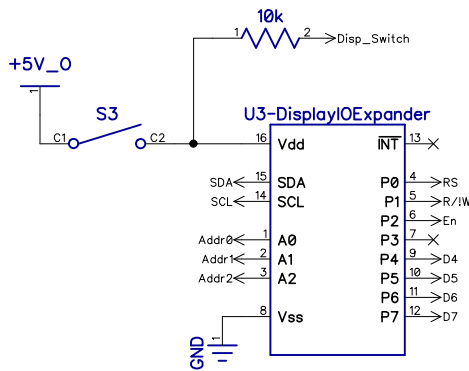 10k
1 2 Disp_Switch
+5V_0
1
S3
C1 C2
U3-DisplayIOExpander
16 Vdd INT 13
SDA 15 SDA P0 4 RS
SCL 14 SCL P1 5 R/!W
P2 6 En
Addr0 1 A0 P3 7
Addr1 2 A1 P4 9 D4
Addr2 3 A2 P5 10 D5
P6 11 D6
8 Vss P7 12 D7
1
GND